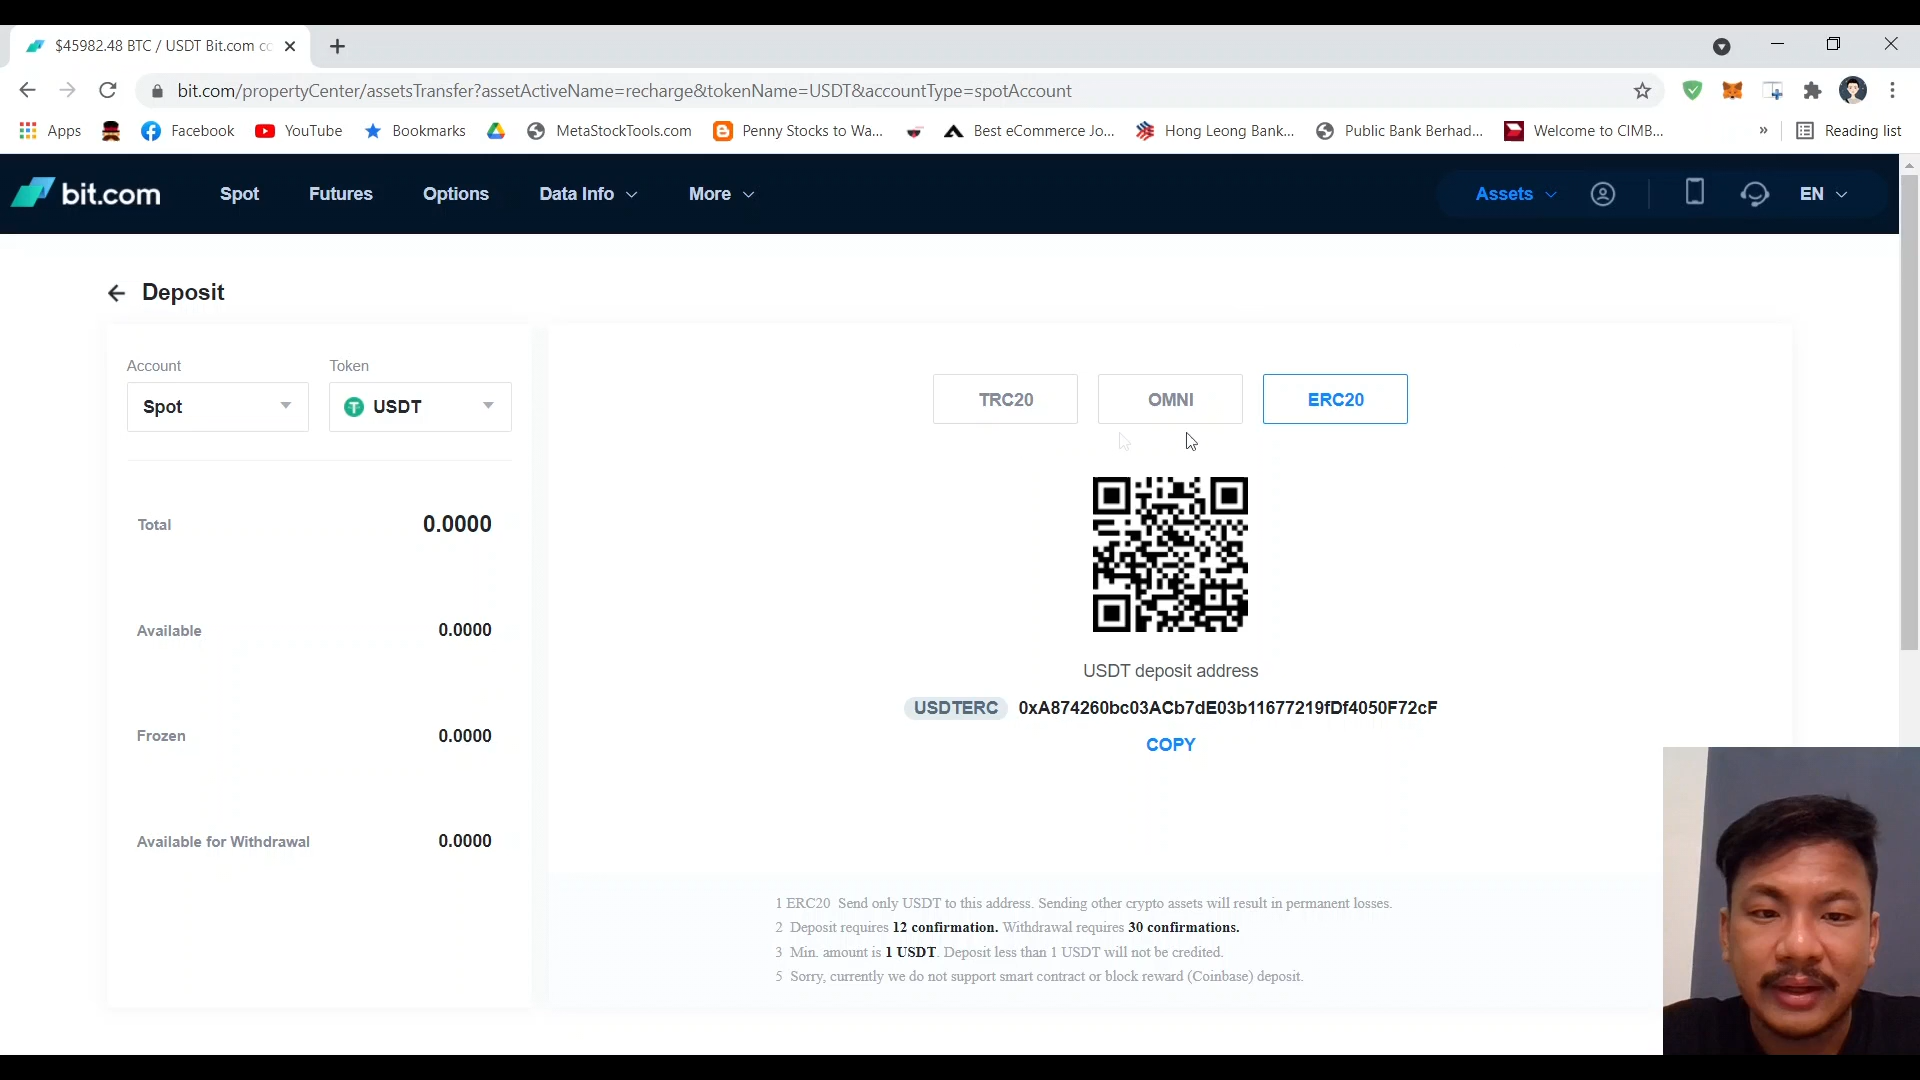 $45982.48 BTC / USDT Bit.com co
bit.com/propertyCenter/assetsTransfer?assetActiveName=recharge&tokenName=USDT&accountType=spotAccount
Apps Facebook YouTube Bookmarks MetaStockTools.com Penny Stocks to Wa... Best eCommerce Jo... Hong Leong Bank... Public Bank Berhad... Welcome to CIMB... » Reading list
bit.com Spot Futures Options Data Info More Assets EN
Deposit
Account Token
Spot USDT
TRC20 OMNI ERC20
Total 0.0000
Available 0.0000
Frozen 0.0000
Available for Withdrawal 0.0000
USDT deposit address
USDTERC 0xA874260bc03ACb7dE03b11677219fDf4050F72cF
COPY
1 ERC20 Send only USDT to this address. Sending other crypto assets will result in permanent losses.
2 Deposit requires 12 confirmation. Withdrawal requires 30 confirmations.
3 Min. amount is 1 USDT. Deposit less than 1 USDT will not be credited.
5 Sorry, currently we do not support smart contract or block reward (Coinbase) deposit.